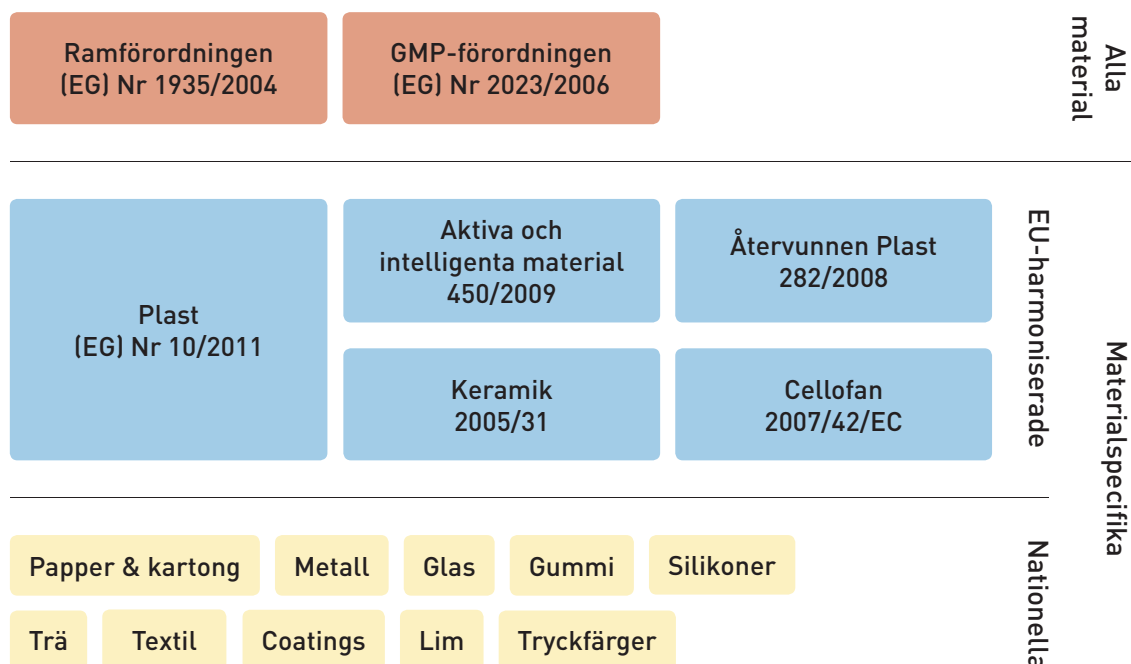 Ramförordningen
(EG) Nr 1935/2004
GMP-förordningen
(EG) Nr 2023/2006
Alla
material
Plast
(EG) Nr 10/2011
Aktiva och
intelligenta material
450/2009
Återvunnen Plast
282/2008
Keramik
2005/31
Cellofan
2007/42/EC
EU-harmoniserade
Materialspecifika
Papper & kartong
Metall
Glas
Gummi
Silikoner
Trä
Textil
Coatings
Lim
Tryckfärger
Nationella